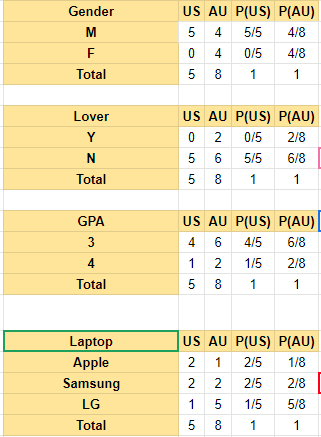 Gender US AU P(US) P(AU)
M 5 4 5/5 4/8
F 0 4 0/5 4/8
Total 5 8 1 1
Lover US AU P(US) P(AU)
Y 0 2 0/5 2/8
N 5 6 5/5 6/8
Total 5 8 1 1
GPA US AU P(US) P(AU)
3 4 6 4/5 6/8
4 1 2 1/5 2/8
Total 5 8 1 1
Laptop US AU P(US) P(AU)
Apple 2 1 2/5 1/8
Samsung 2 2 2/5 2/8
LG 1 5 1/5 5/8
Total 5 8 1 1